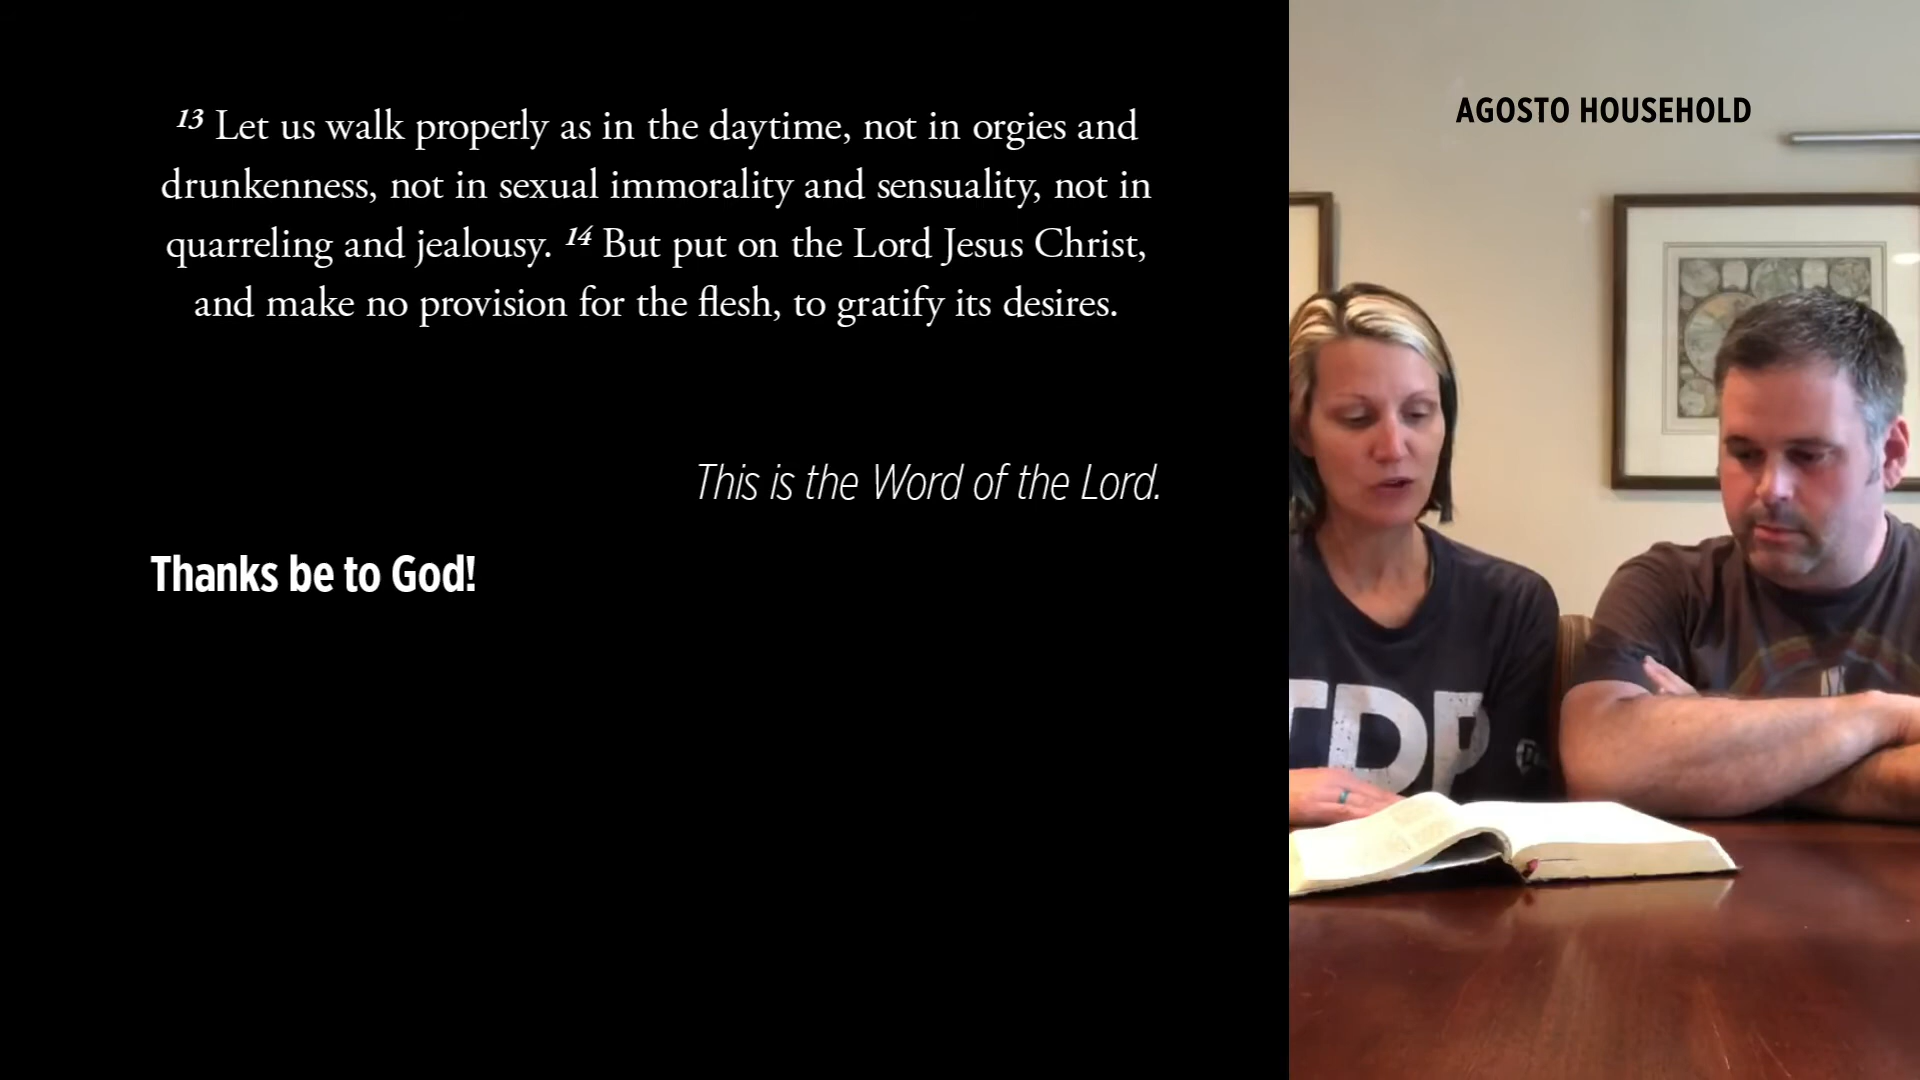 13 Let us walk properly as in the daytime, not in orgies and
drunkenness, not in sexual immorality and sensuality, not in
quarreling and jealousy. 14 But put on the Lord Jesus Christ,
and make no provision for the flesh, to gratify its desires.
This is the Word of the Lord.
Thanks be to God!
AGOSTO HOUSEHOLD